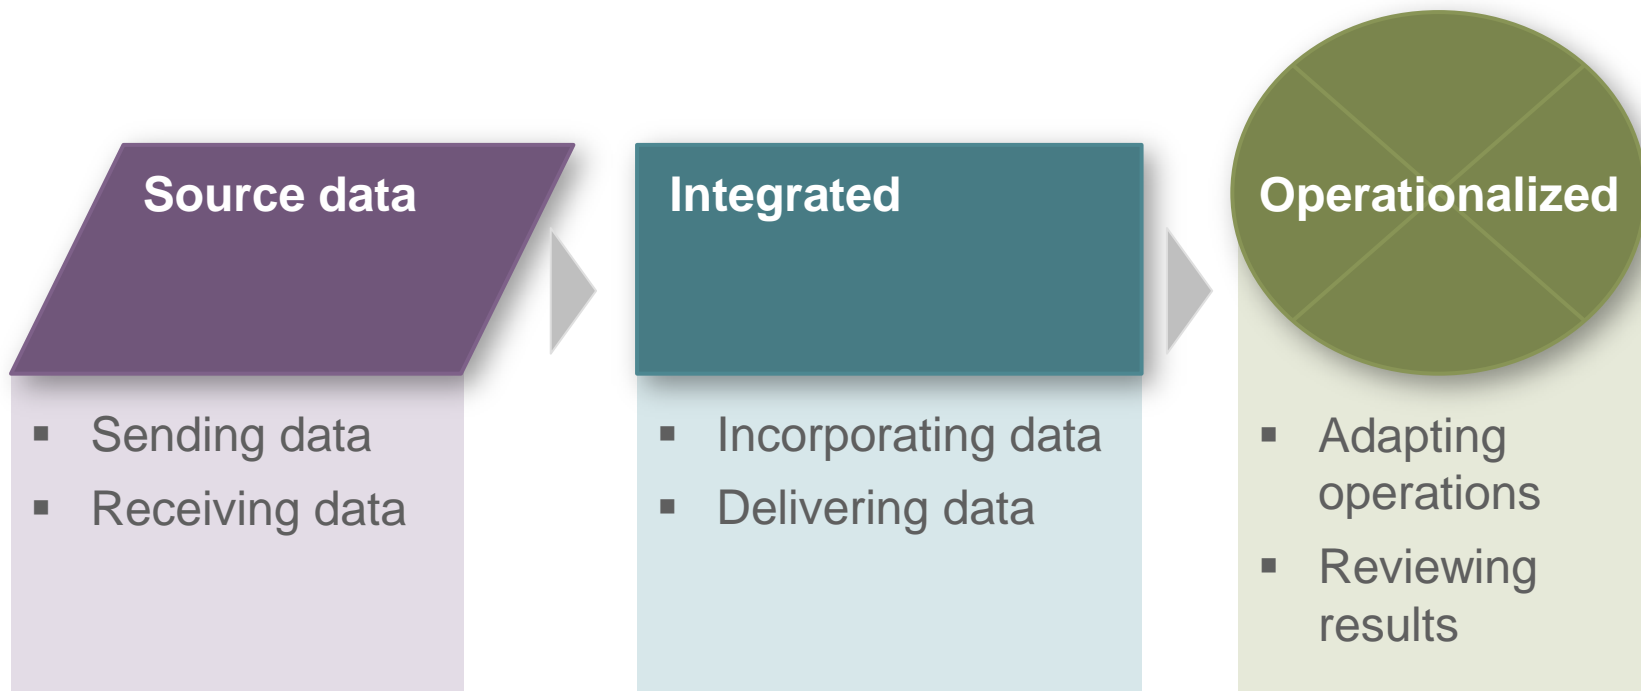 Source data
▪ Sending data
▪ Receiving data
Integrated
▪ Incorporating data
▪ Delivering data
Operationalized
▪ Adapting
operations
▪ Reviewing
results